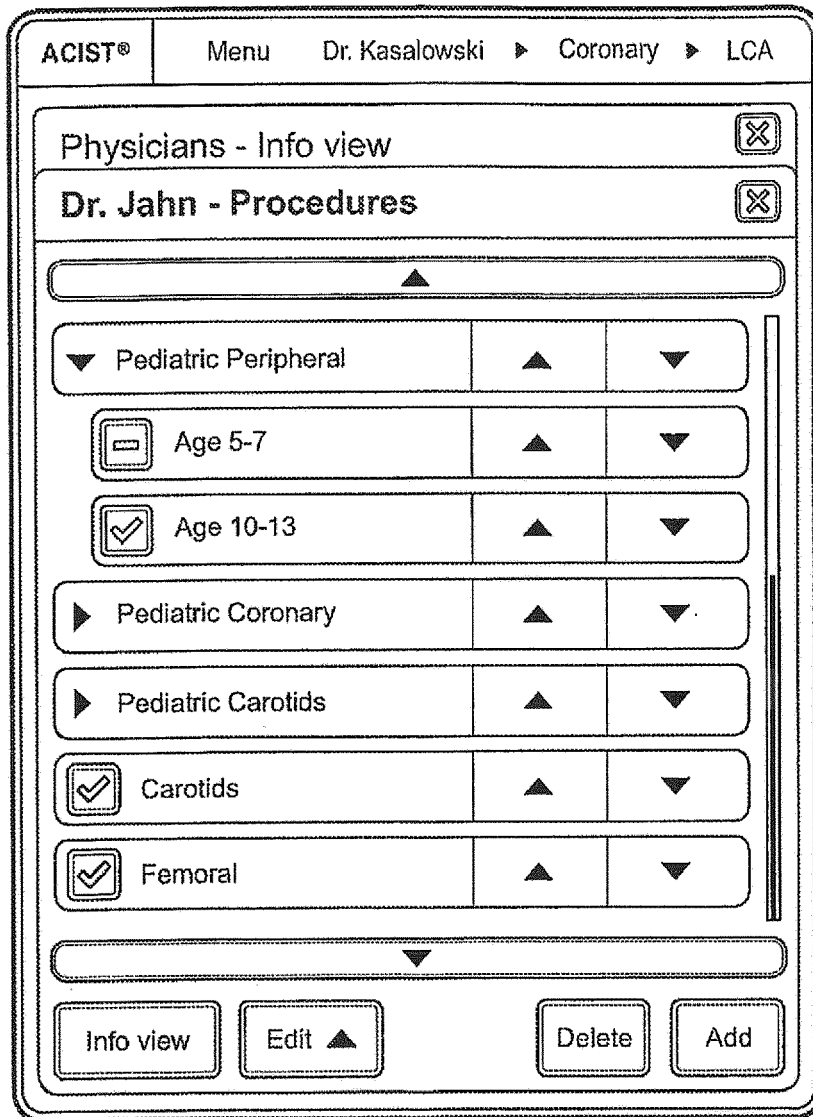 ACIST® Menu Dr. Kasalowski Coronary LCA
Physicians - Info view
Dr. Jahn - Procedures
Pediatric Peripheral
Age 5-7
Age 10-13
Pediatric Coronary
Pediatric Carotids
Carotids
Femoral
Info view Edit Delete Add